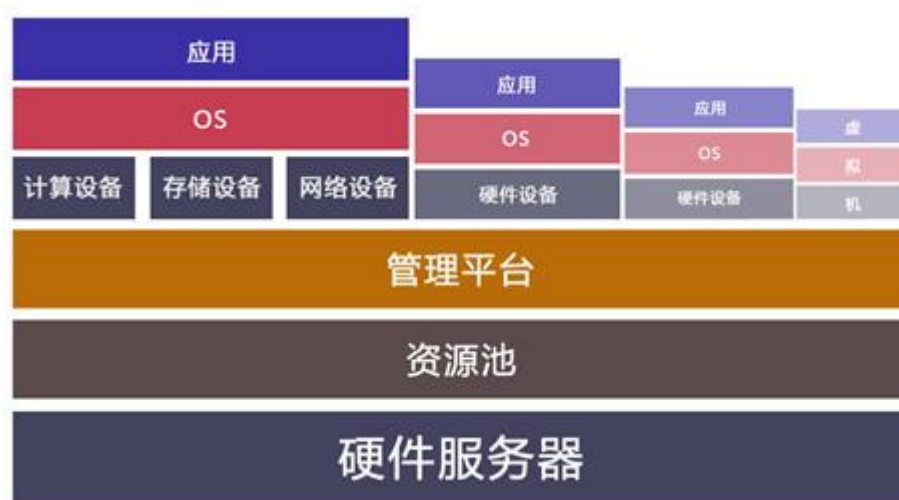 应用
OS
计算设备 存储设备 网络设备
应用
OS
硬件设备
应用
OS
硬件设备
虚
拟
机
管理平台
资源池
硬件服务器